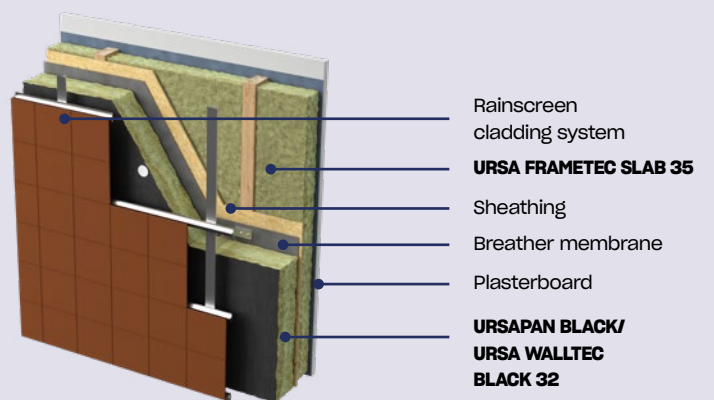 Rainscreen
cladding system
URSA FRAMETEC SLAB 35
Sheathing
Breather membrane
Plasterboard
URSAPAN BLACK/
URSA WALLTEC
BLACK 32